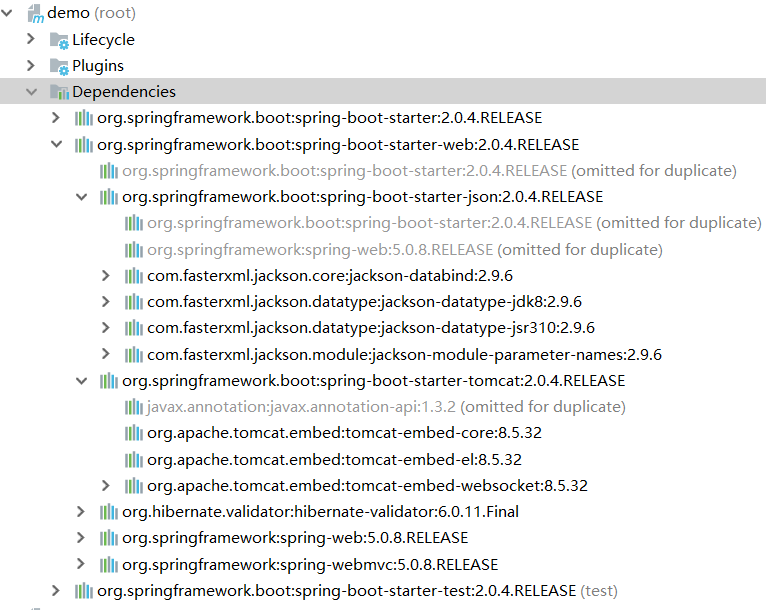 demo (root)
Lifecycle
Plugins
Dependencies
org.springframework.boot:spring-boot-starter:2.0.4.RELEASE
org.springframework.boot:spring-boot-starter-web:2.0.4.RELEASE
org.springframework.boot:spring-boot-starter:2.0.4.RELEASE (omitted for duplicate)
org.springframework.boot:spring-boot-starter-json:2.0.4.RELEASE
org.springframework.boot:spring-boot-starter:2.0.4.RELEASE (omitted for duplicate)
org.springframework:spring-web:5.0.8.RELEASE (omitted for duplicate)
com.fasterxml.jackson.core:jackson-databind:2.9.6
com.fasterxml.jackson.datatype:jackson-datatype-jdk8:2.9.6
com.fasterxml.jackson.datatype:jackson-datatype-jsr310:2.9.6
com.fasterxml.jackson.module:jackson-module-parameter-names:2.9.6
org.springframework.boot:spring-boot-starter-tomcat:2.0.4.RELEASE
javax.annotation:javax.annotation-api:1.3.2 (omitted for duplicate)
org.apache.tomcat.embed:tomcat-embed-core:8.5.32
org.apache.tomcat.embed:tomcat-embed-el:8.5.32
org.apache.tomcat.embed:tomcat-embed-websocket:8.5.32
org.hibernate.validator:hibernate-validator:6.0.11.Final
org.springframework:spring-web:5.0.8.RELEASE
org.springframework:spring-webmvc:5.0.8.RELEASE
org.springframework.boot:spring-boot-starter-test:2.0.4.RELEASE (test)